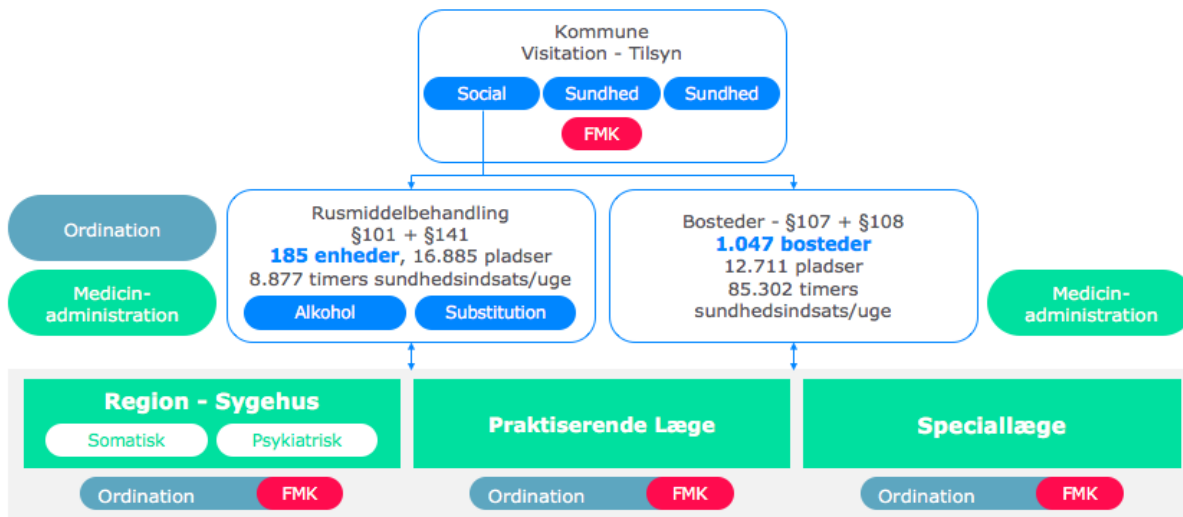 Kommune
Visitation - Tilsyn
Social
Sundhed
Sundhed
FMK
Ordination
Medicin-
administration
Rusmiddelbehandling
§101 + §141
185 enheder, 16.885 pladser
8.877 timers sundhedsindsats/uge
Alkohol
Substitution
Bosteder - §107 + §108
1.047 bosteder
12.711 pladser
85.302 timers
sundhedsindsats/uge
Medicin-
administration
Region - Sygehus
Somatisk
Psykiatrisk
Praktiserende Læge
Speciallæge
Ordination
FMK
Ordination
FMK
Ordination
FMK